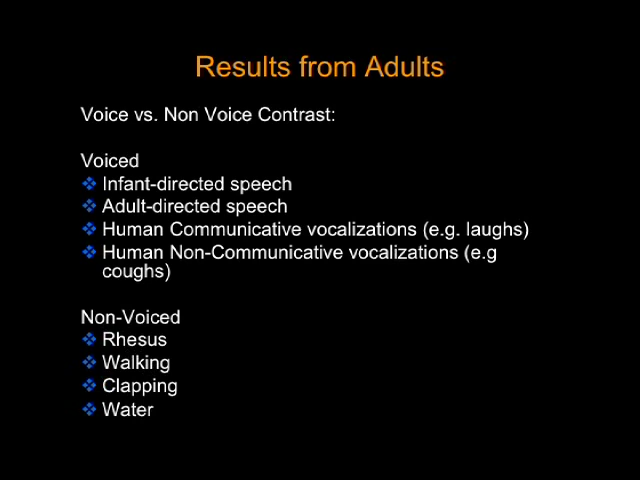 Results from Adults
Voice vs. Non Voice Contrast:
Voiced
❖ Infant-directed speech
❖ Adult-directed speech
❖ Human Communicative vocalizations (e.g. laughs)
❖ Human Non-Communicative vocalizations (e.g
coughs)
Non-Voiced
❖ Rhesus
❖ Walking
❖ Clapping
❖ Water